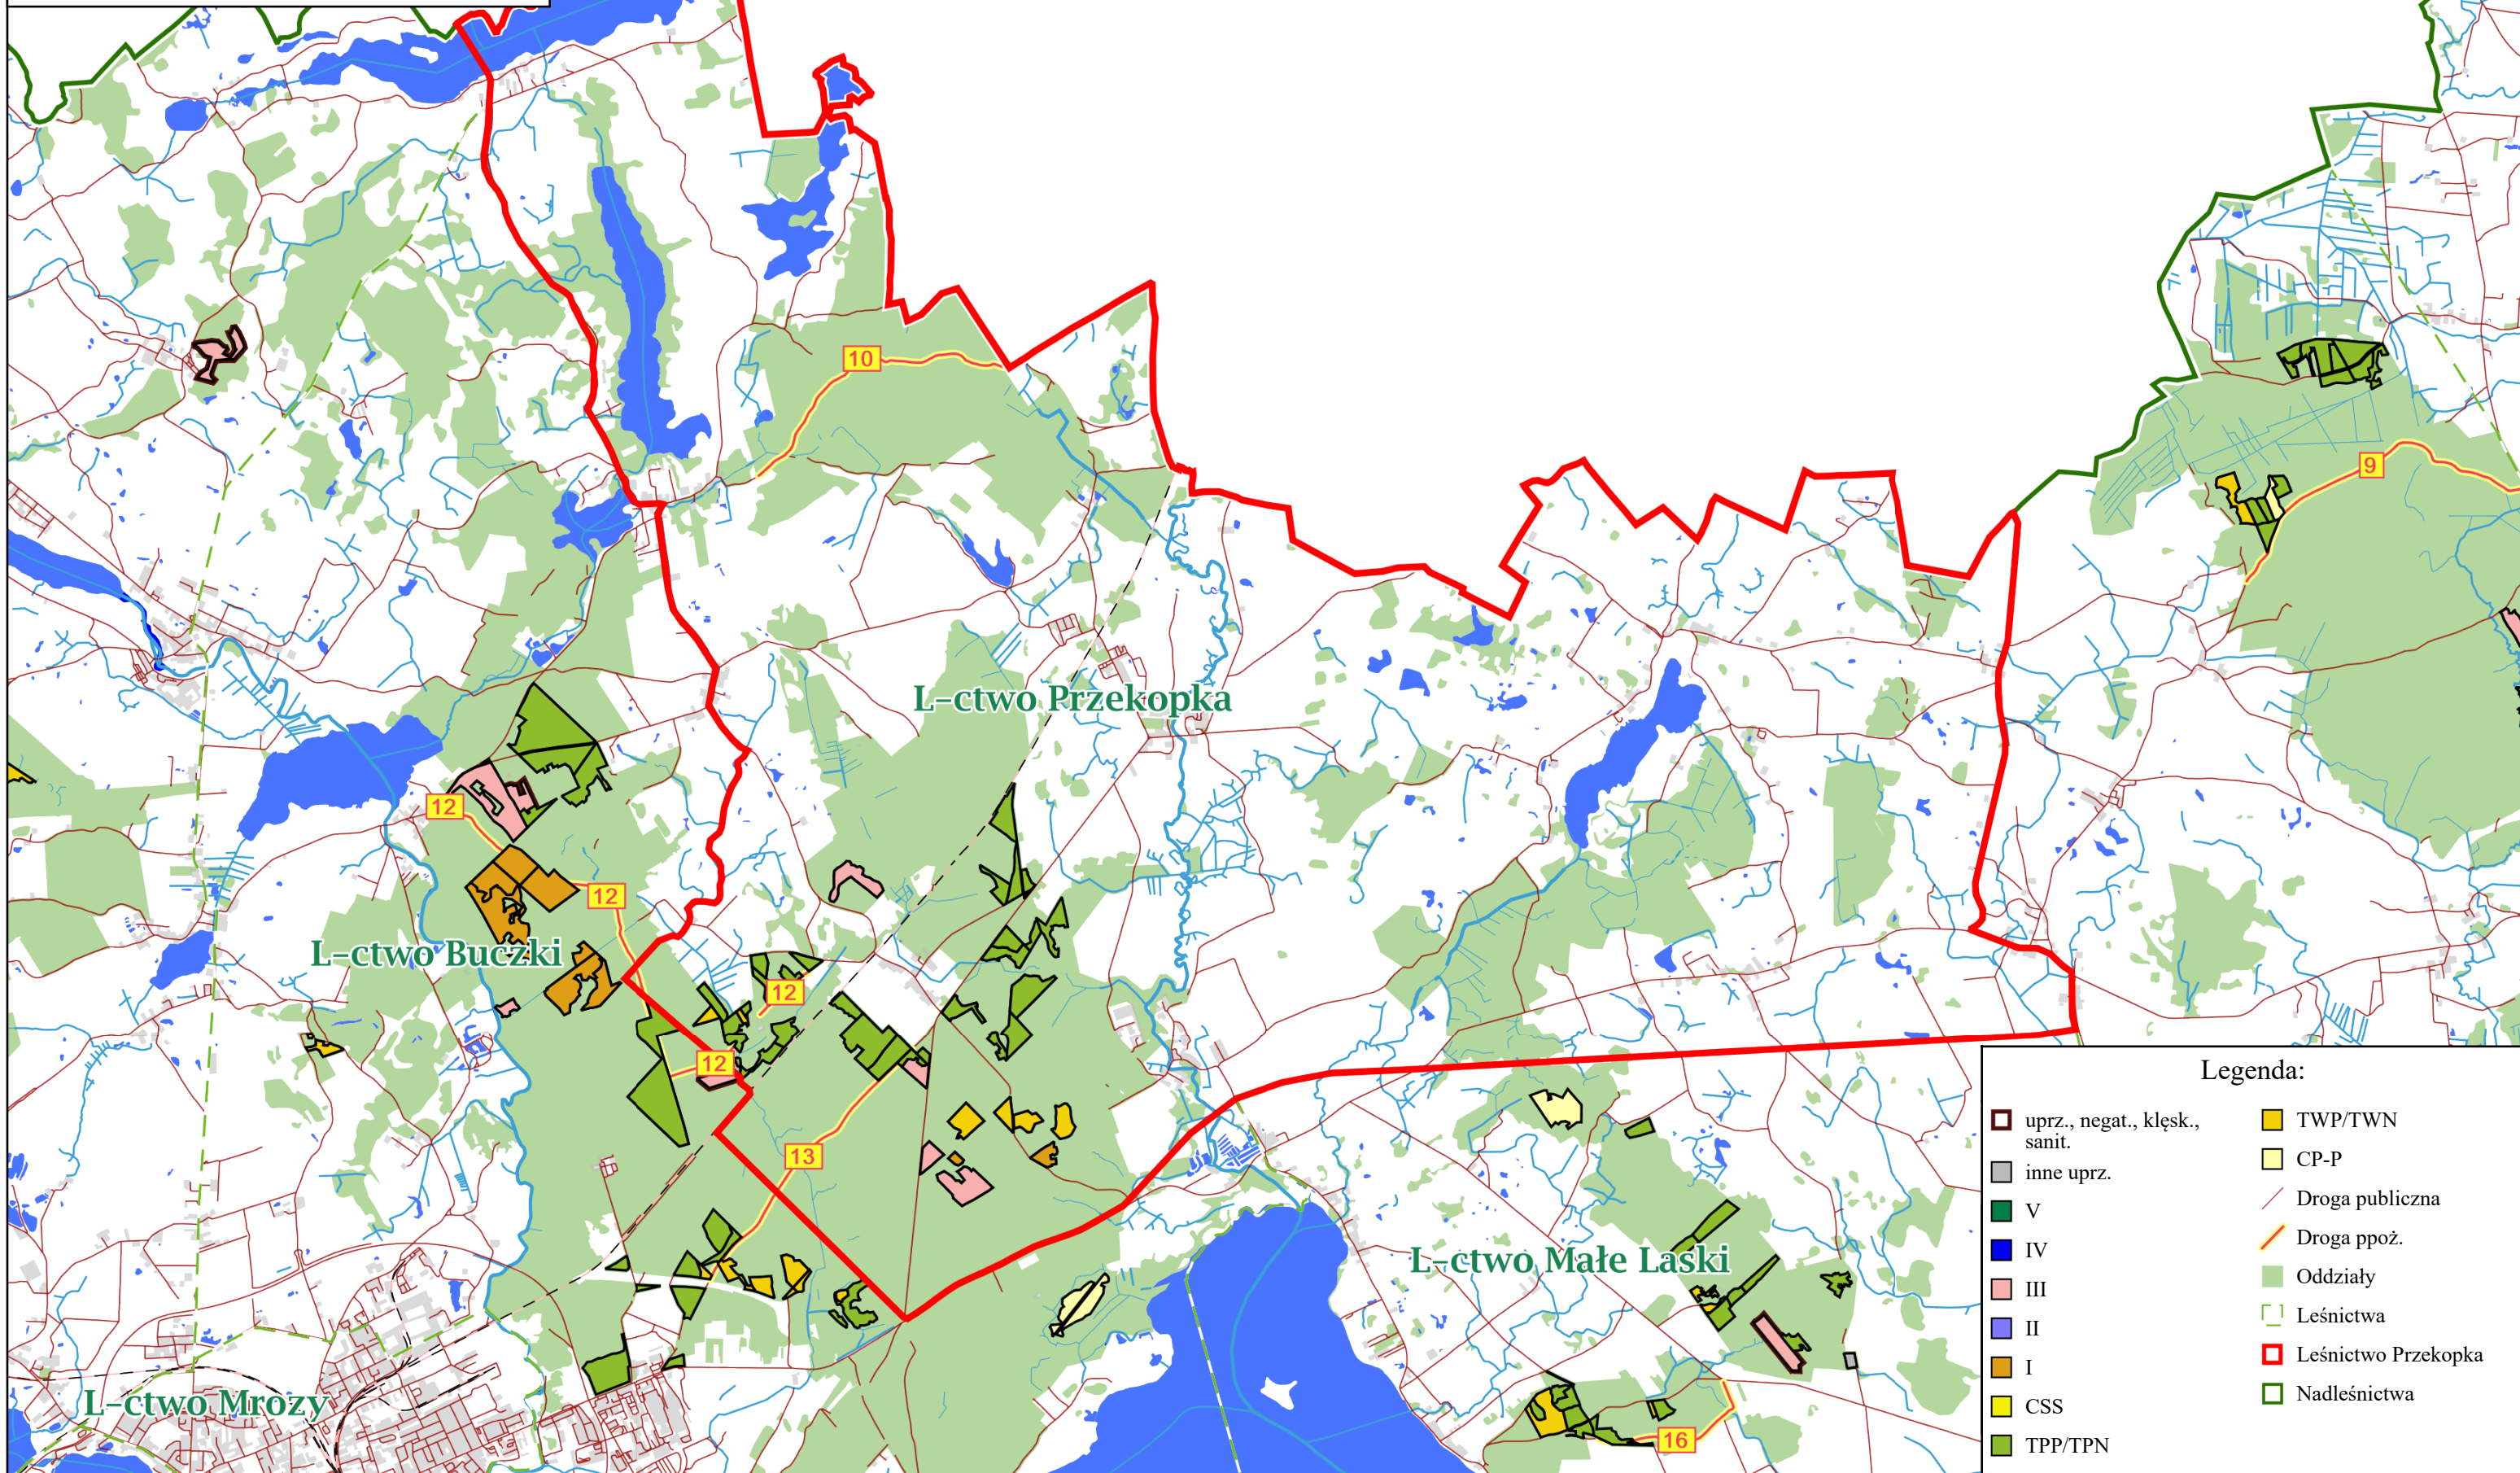 10
9
L-ctwo Przekopka
12
12
L-ctwo Buczki
12
12
13
L-ctwo Małe Laski
L-ctwo Mrozy
16
Legenda:
uprz., negat., klęsk.,
sanit.
inne uprz.
V
IV
III
II
I
CSS
TPP/TPN
TWP/TWN
CP-P
Droga publiczna
Droga ppoż.
Oddziały
Leśnictwa
Leśnictwo Przekopka
Nadleśnictwa